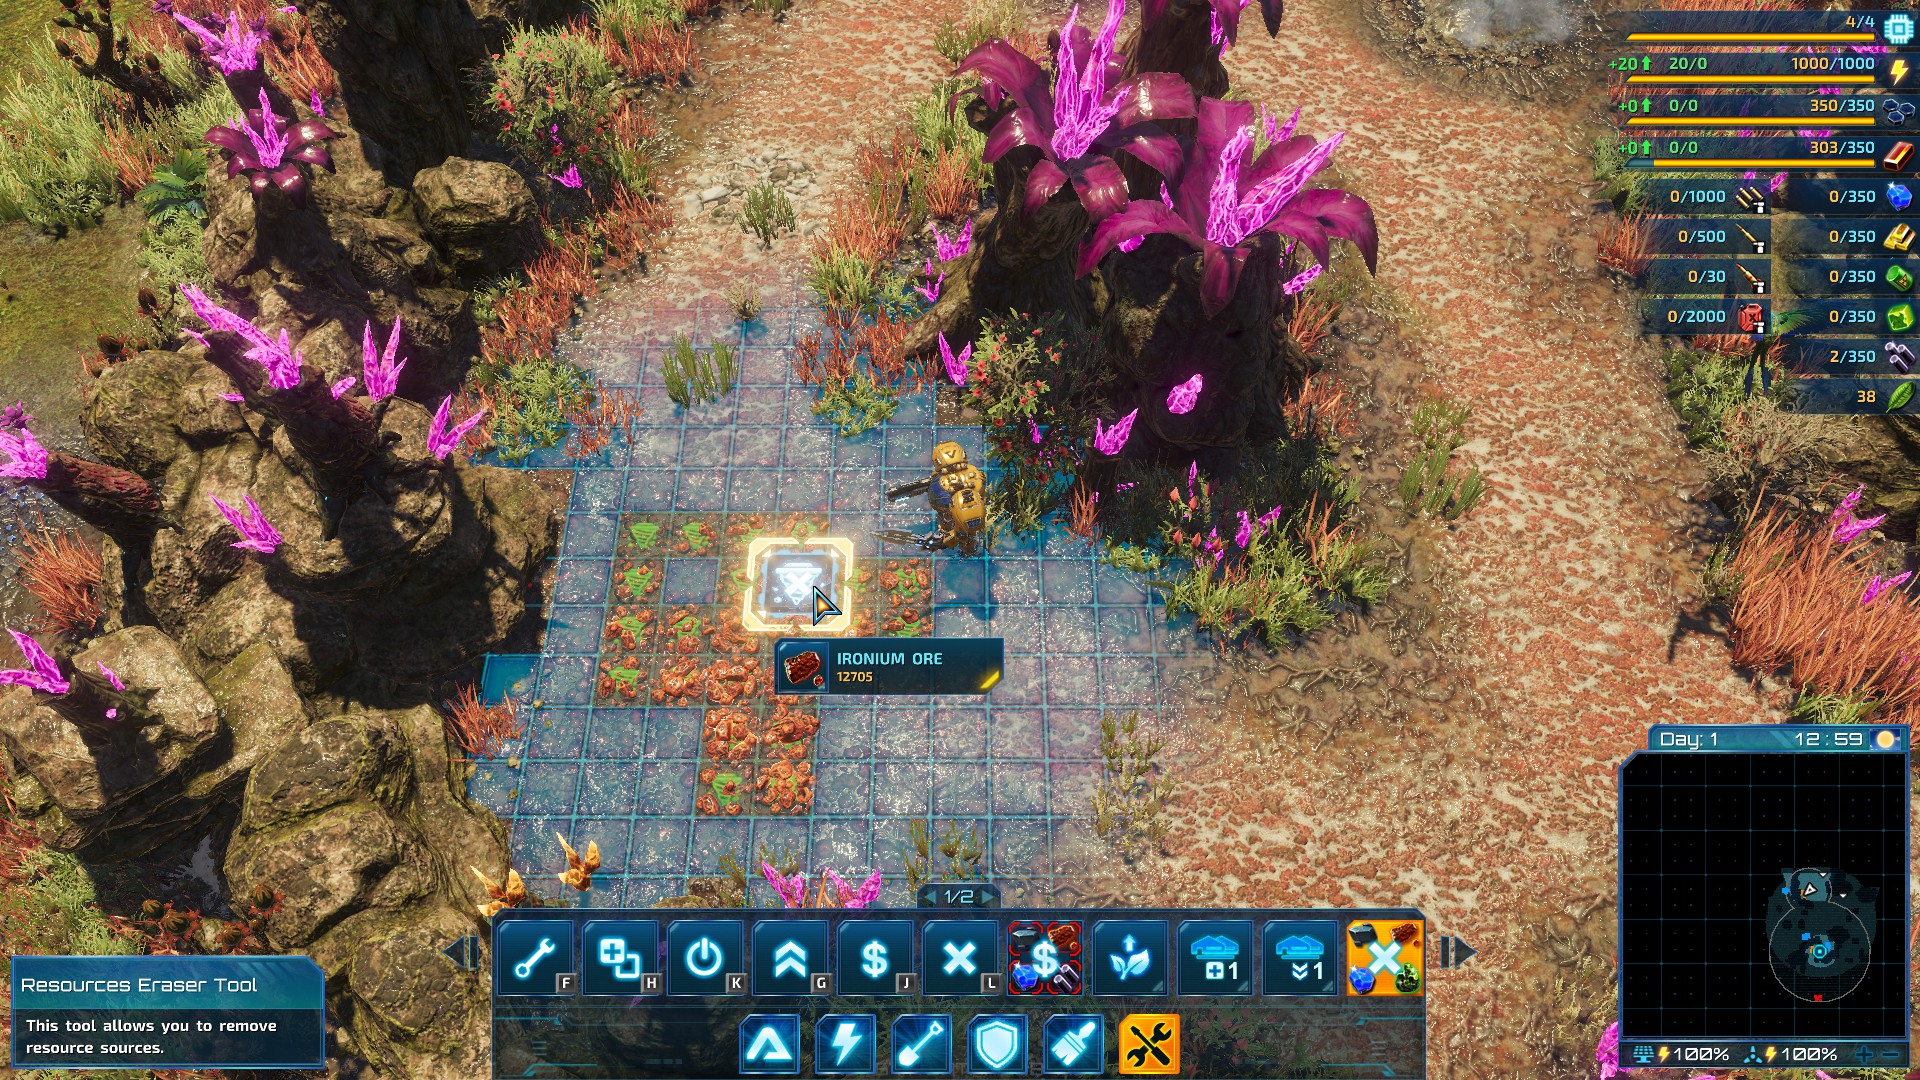 4/4
+20 20/0 1000/1000
+0 0/0 350/350
+0 0/0 303/350
0/1000 0/350
0/500 0/350
0/30 0/350
0/2000 0/350
2/350
38
IRONIUM ORE
12705
Day: 1 12:59
1/2
F
H
K
G
$
J
L
$
1
1
Resources Eraser Tool
This tool allows you to remove
resource sources.
100% 100%